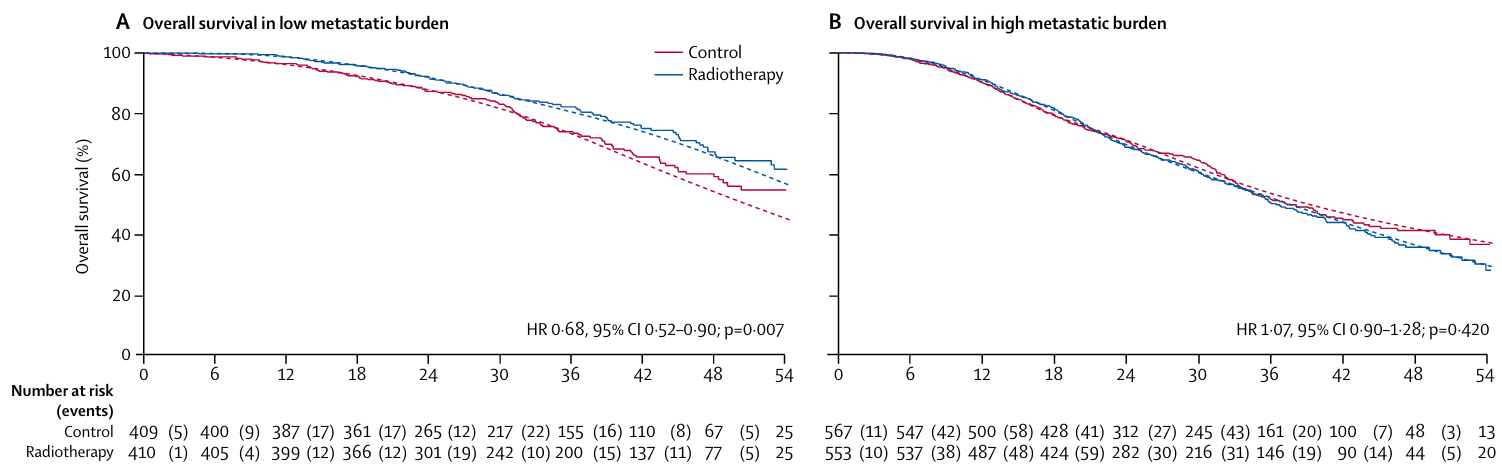 A Overall survival in low metastatic burden
100
80
60
40
20
0
Overall survival (%)
Control
Radiotherapy
HR 0·68, 95% CI 0·52–0·90; p=0·007
0 6 12 18 24 30 36 42 48 54
B Overall survival in high metastatic burden
HR 1·07, 95% CI 0·90–1·28; p=0·420
0 6 12 18 24 30 36 42 48 54
Number at risk
(events)
Control 409 (5) 400 (9) 387 (17) 361 (17) 265 (12) 217 (22) 155 (16) 110 (8) 67 (5) 25 567 (11) 547 (42) 500 (58) 428 (41) 312 (27) 245 (43) 161 (20) 100 (7) 48 (3) 13
Radiotherapy 410 (1) 405 (4) 399 (12) 366 (12) 301 (19) 242 (10) 200 (15) 137 (11) 77 (5) 25 553 (10) 537 (38) 487 (48) 424 (59) 282 (30) 216 (31) 146 (19) 90 (14) 44 (5) 20